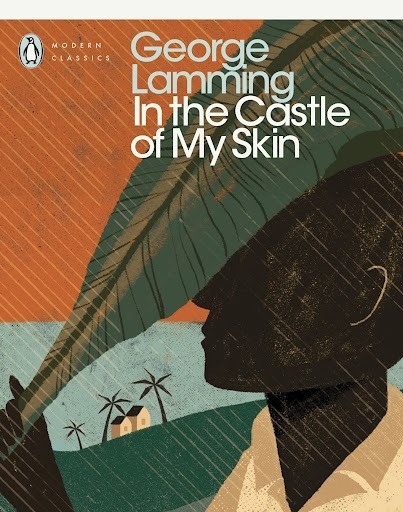 MODERN
CLASSICS
George
Lamming
In the Castle
of My Skin